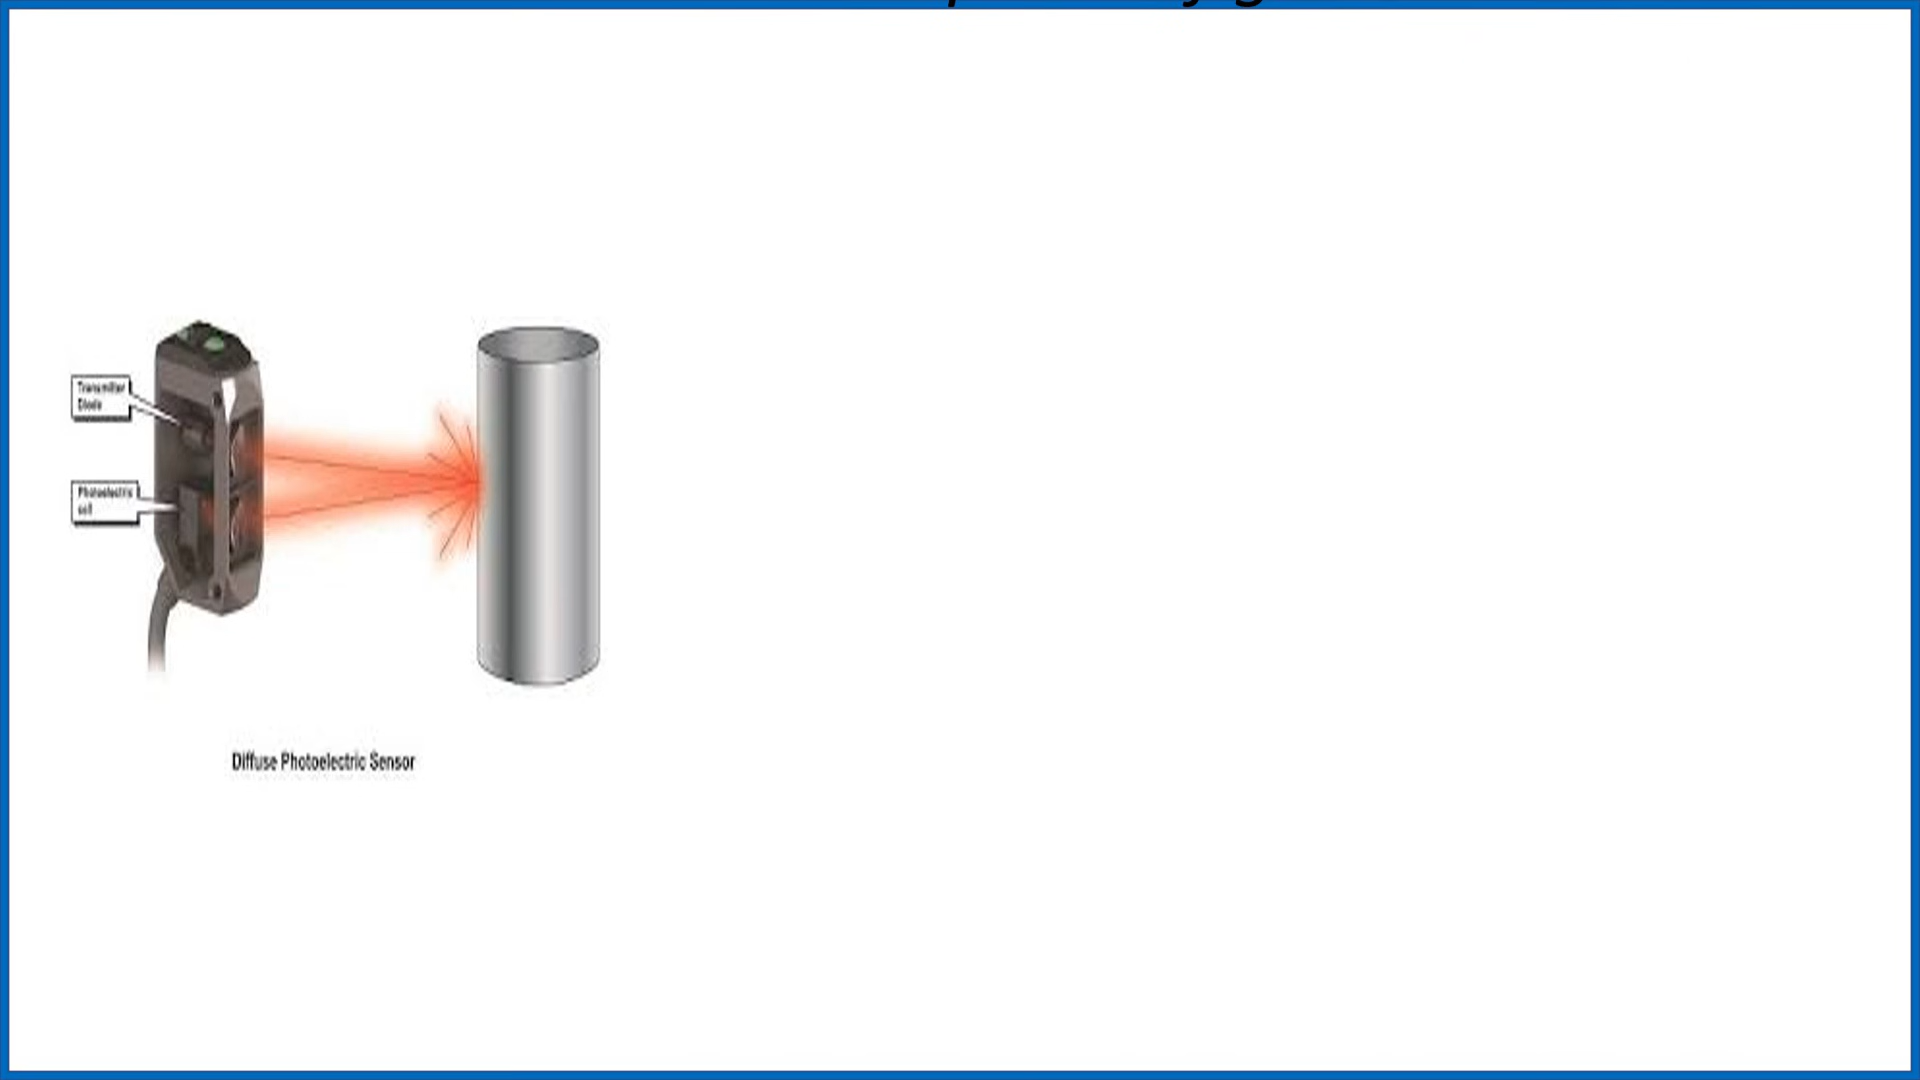 Transmitter
Diode
Photoelectric
cell
Diffuse Photoelectric Sensor